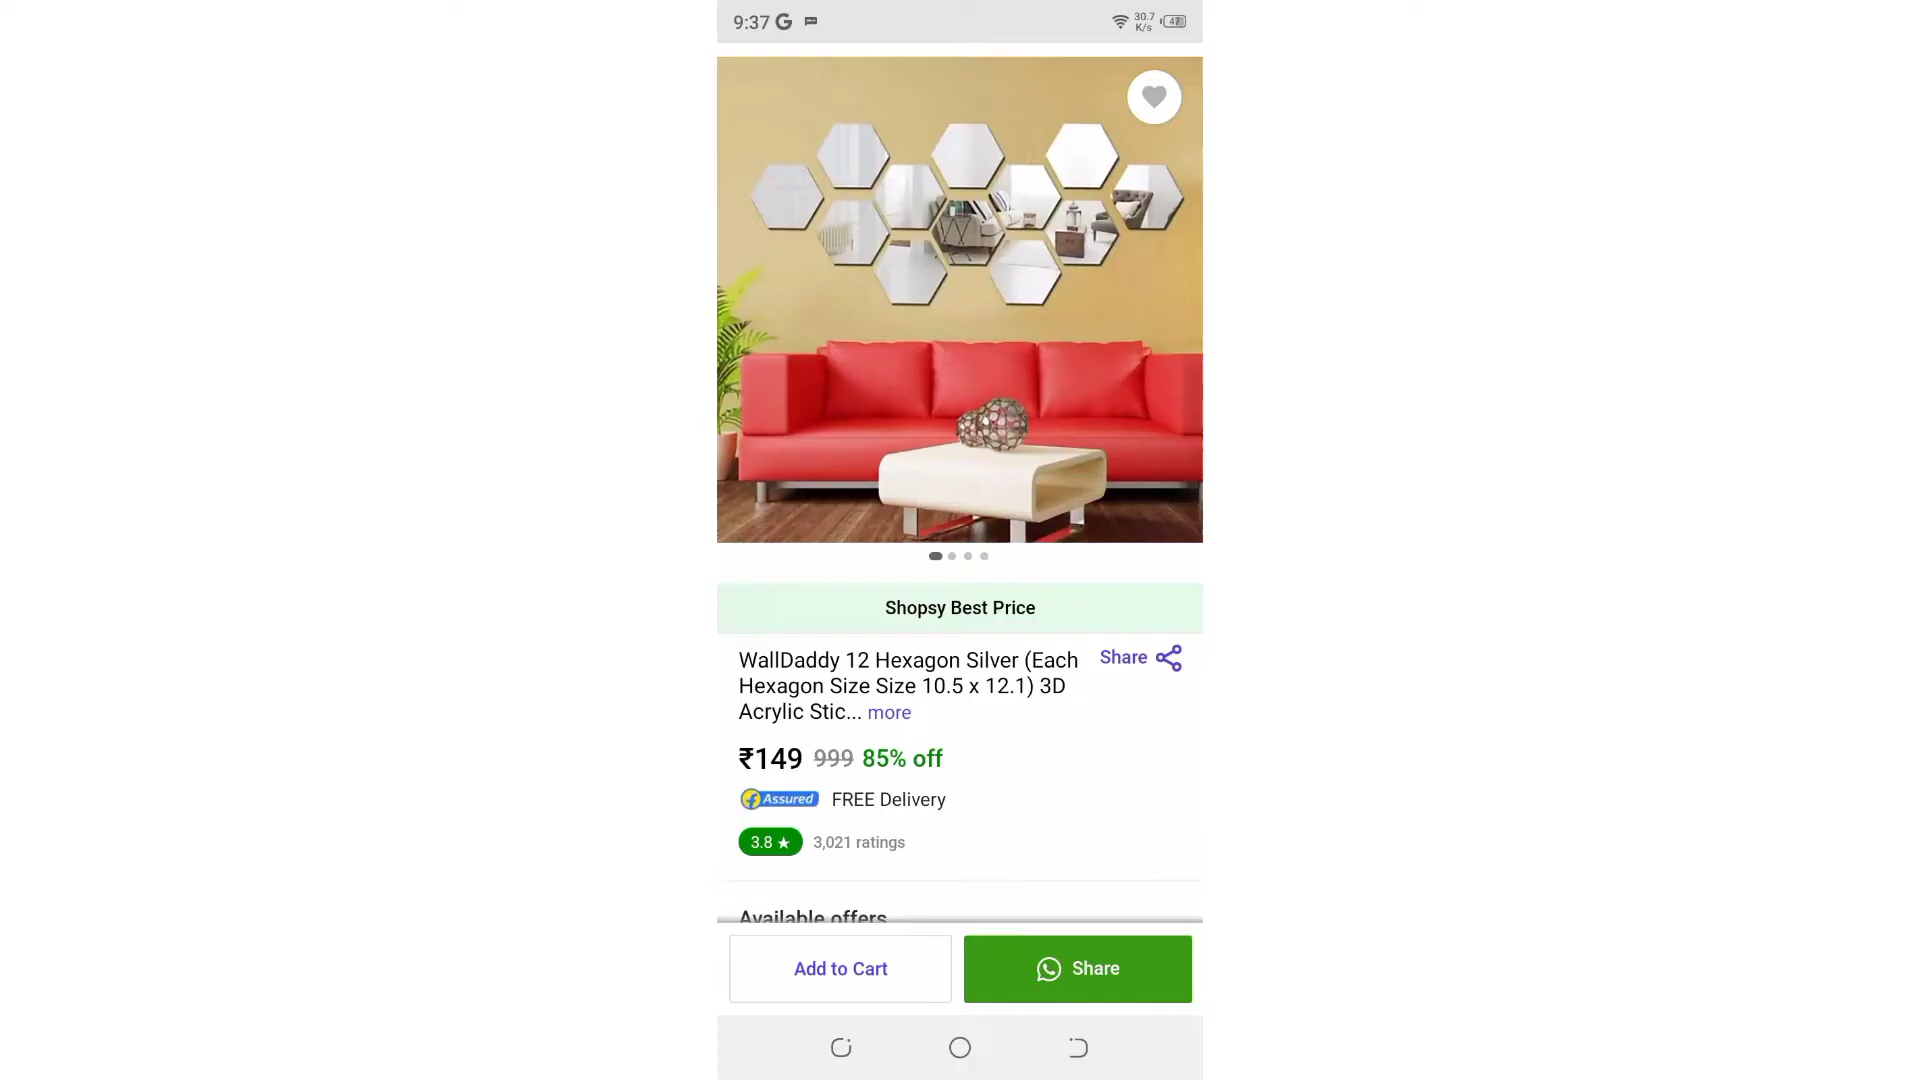 9:37
30.7
K/s
47
Shopsy Best Price
WallDaddy 12 Hexagon Silver (Each
Hexagon Size Size 10.5 x 12.1) 3D
Acrylic Stic... more
Share
₹149 999 85% off
Assured FREE Delivery
3.8 ★ 3,021 ratings
Available offers
Add to Cart
Share